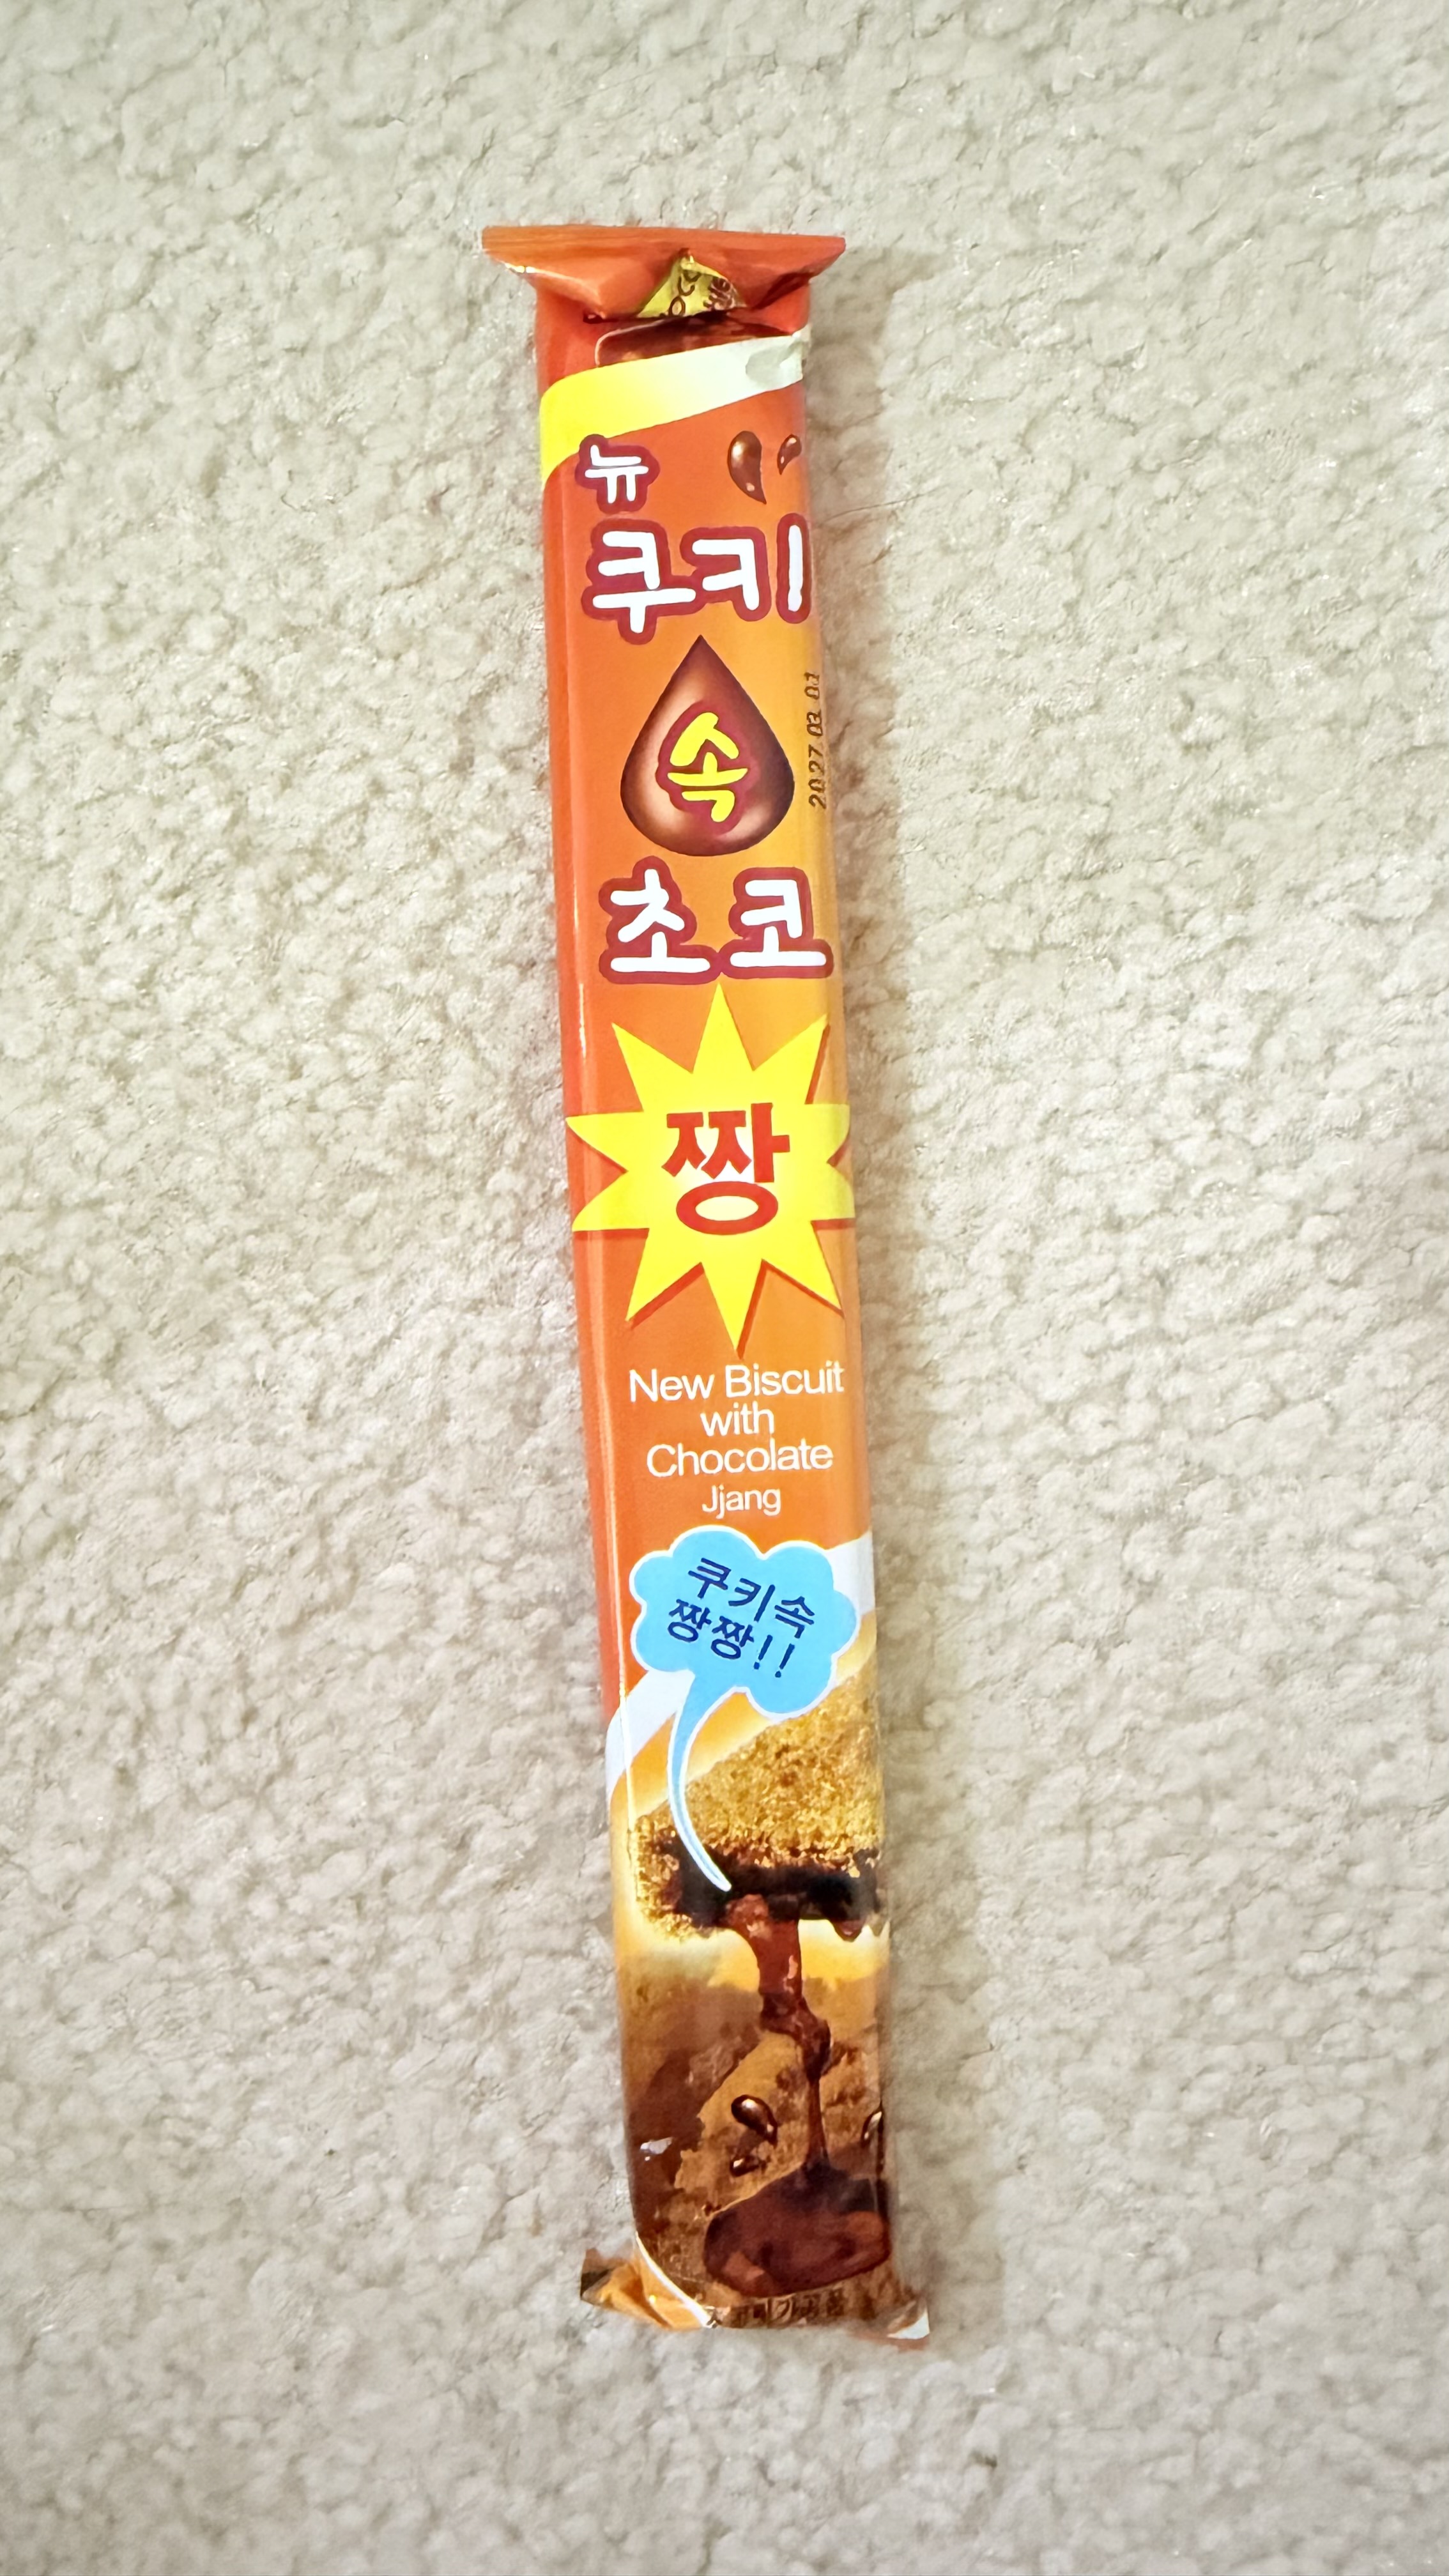 뉴
쿠키
속
2027 03 01
초코
짱
New Biscuit
with
Chocolate
Jjang
쿠키속
짱짱!!